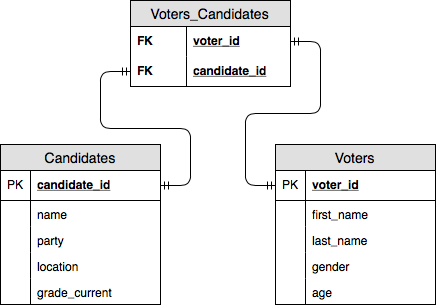 Voters_Candidates
FK voter_id
FK candidate_id
Candidates
PK candidate_id
name
party
location
grade_current
Voters
PK voter_id
first_name
last_name
gender
age